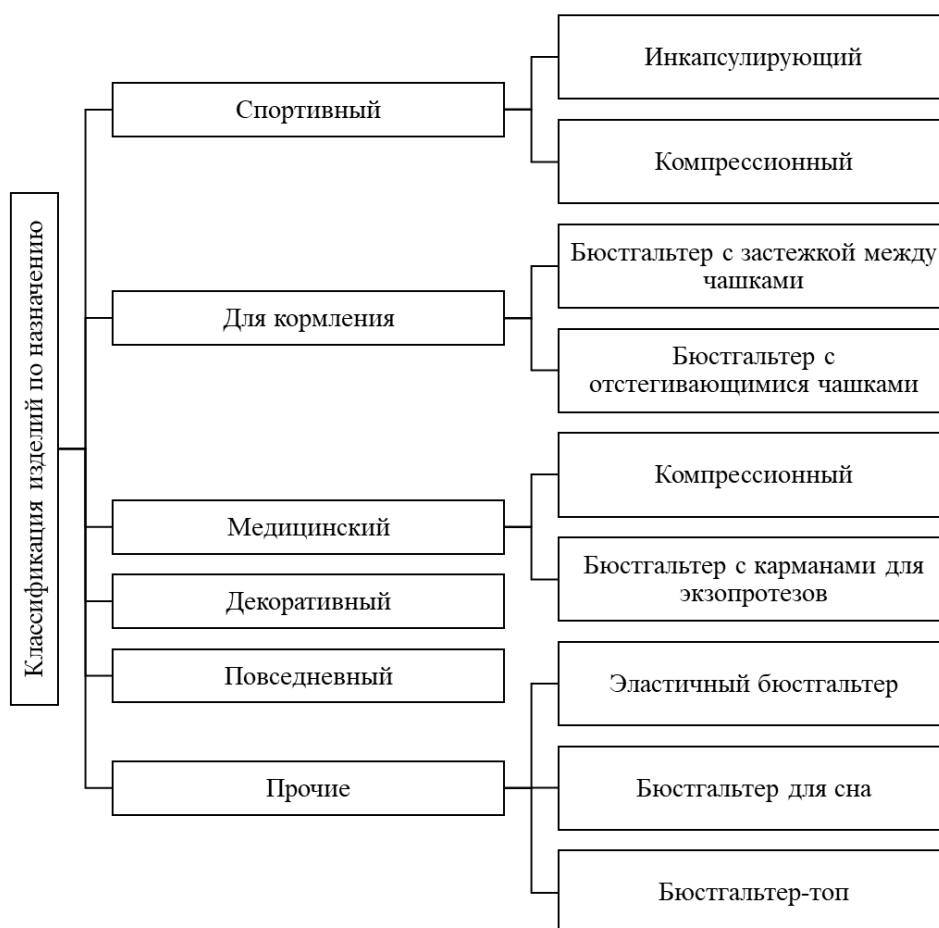 Классификация изделий по назначению
Спортивный
Инкапсулирующий
Компрессионный
Для кормления
Бюстгальтер с застежкой между
чашками
Бюстгальтер с
отстегивающимися чашками
Медицинский
Компрессионный
Бюстгальтер с карманами для
экзопротезов
Декоративный
Повседневный
Прочие
Эластичный бюстгальтер
Бюстгальтер для сна
Бюстгальтер-топ